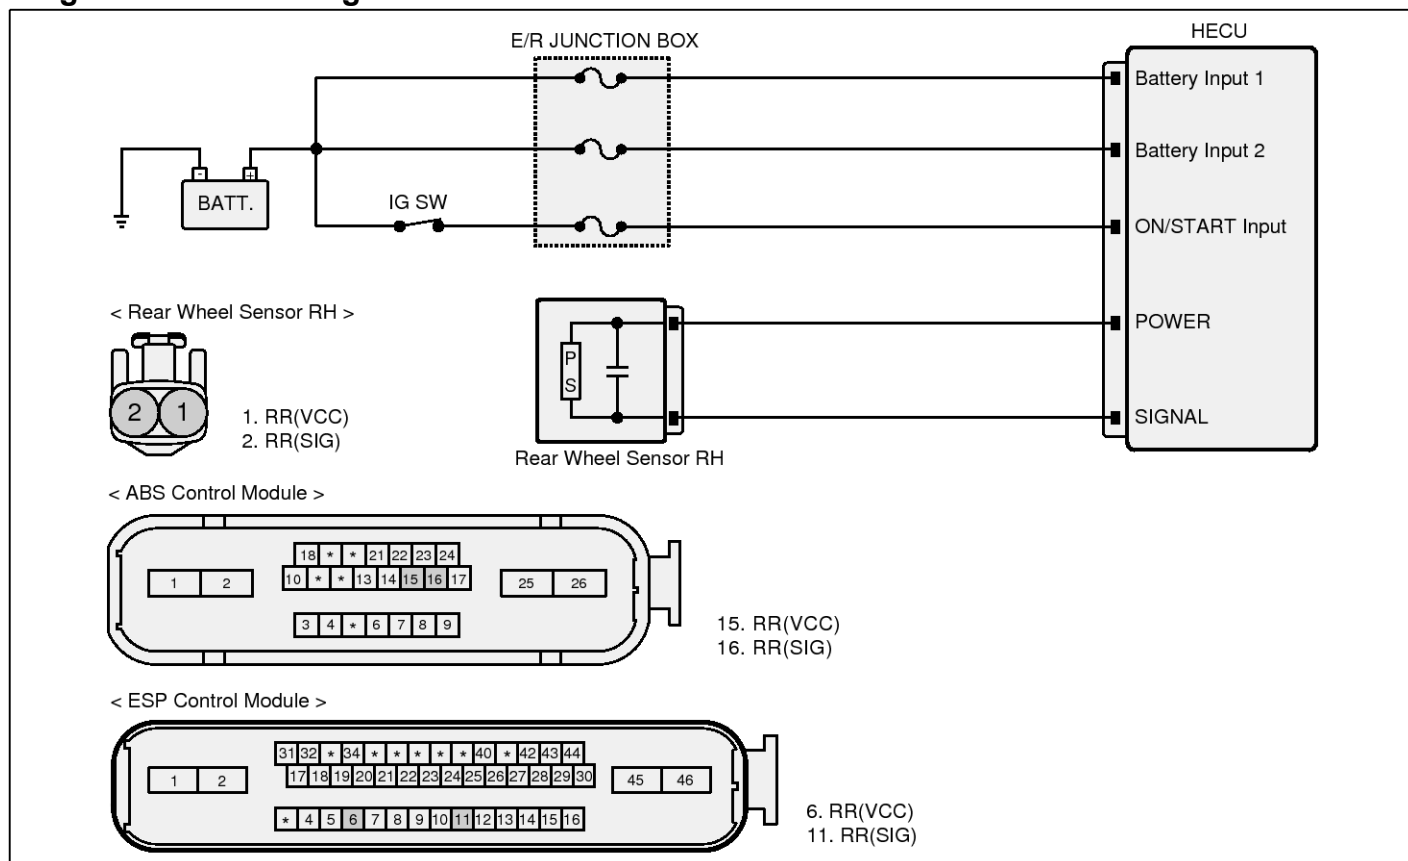 E/R JUNCTION BOX
HECU
Battery Input 1
Battery Input 2
- +
BATT.
IG SW
ON/START Input
< Rear Wheel Sensor RH >
POWER
P
S
2 1
1. RR(VCC)
2. RR(SIG)
SIGNAL
Rear Wheel Sensor RH
< ABS Control Module >
18 * * 21 22 23 24
1 2 10 * * 13 14 15 16 17 25 26
3 4 * 6 7 8 9
15. RR(VCC)
16. RR(SIG)
< ESP Control Module >
31 32 * 34 * * * * * 40 * 42 43 44
1 2 17 18 19 20 21 22 23 24 25 26 27 28 29 30 45 46
* 4 5 6 7 8 9 10 11 12 13 14 15 16
6. RR(VCC)
11. RR(SIG)